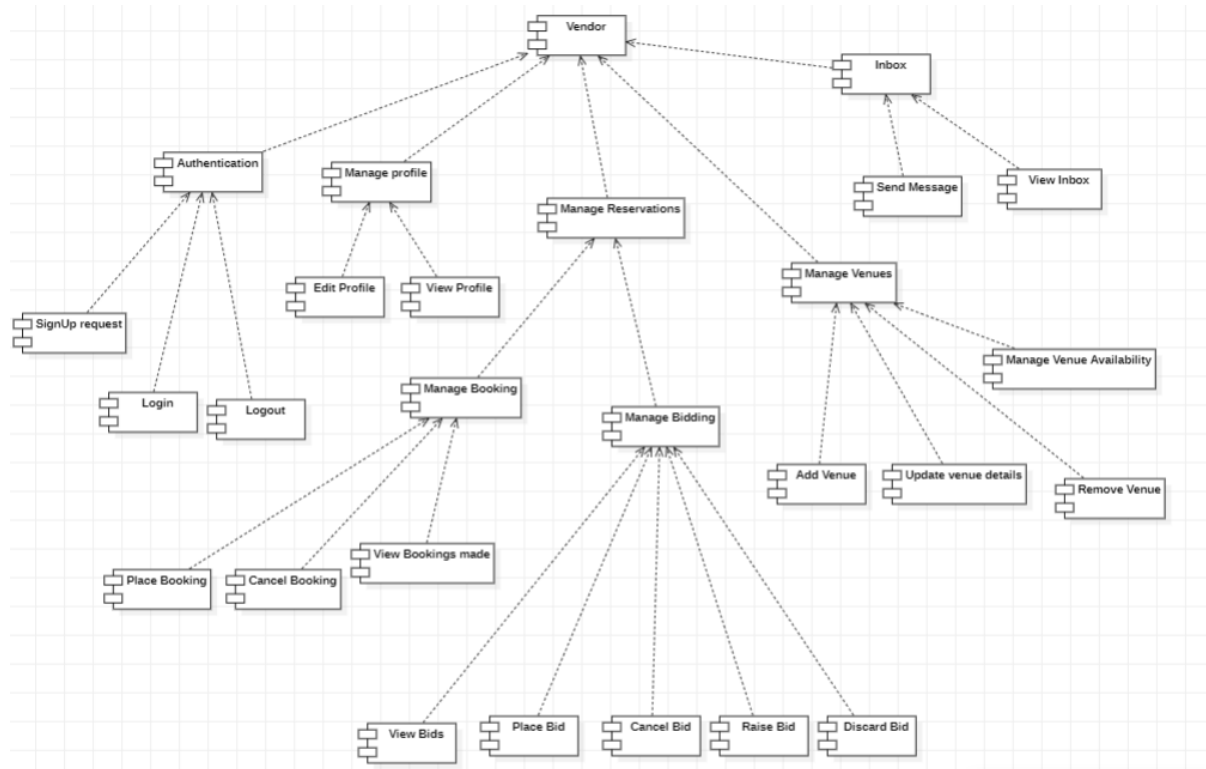 Vendor
Inbox
Authentication
Manage profile
Send Message
View Inbox
Manage Reservations
Manage Venues
Edit Profile
View Profile
SignUp request
Manage Venue Availability
Manage Booking
Login
Logout
Manage Bidding
Add Venue
Update venue details
Remove Venue
View Bookings made
Place Booking
Cancel Booking
View Bids
Place Bid
Cancel Bid
Raise Bid
Discard Bid